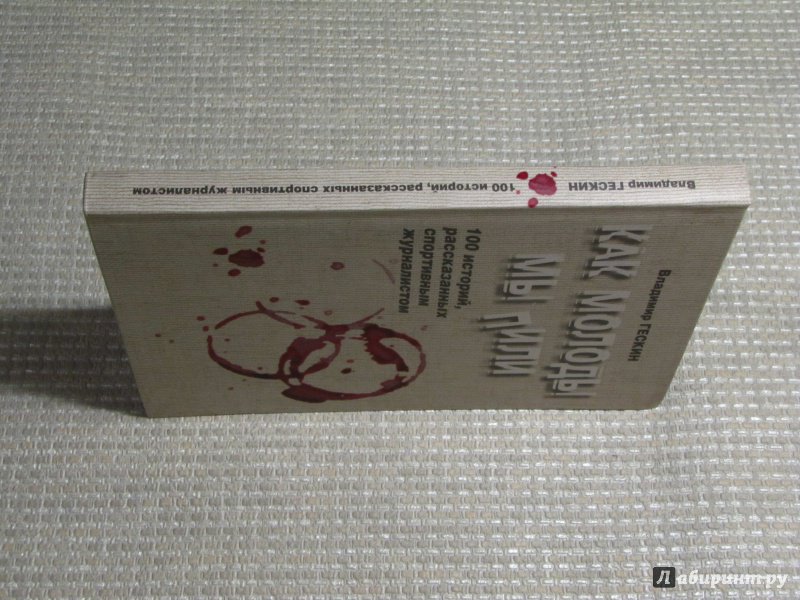 Владимир ГЕСКИН
100 историй, рассказанных спортивным журналистом
Владимир ГЕСКИН
КАК МОЛОДЫ
МЫ ПИЛИ
100 историй,
рассказанных
спортивным
журналистом
Лабиринт.ру